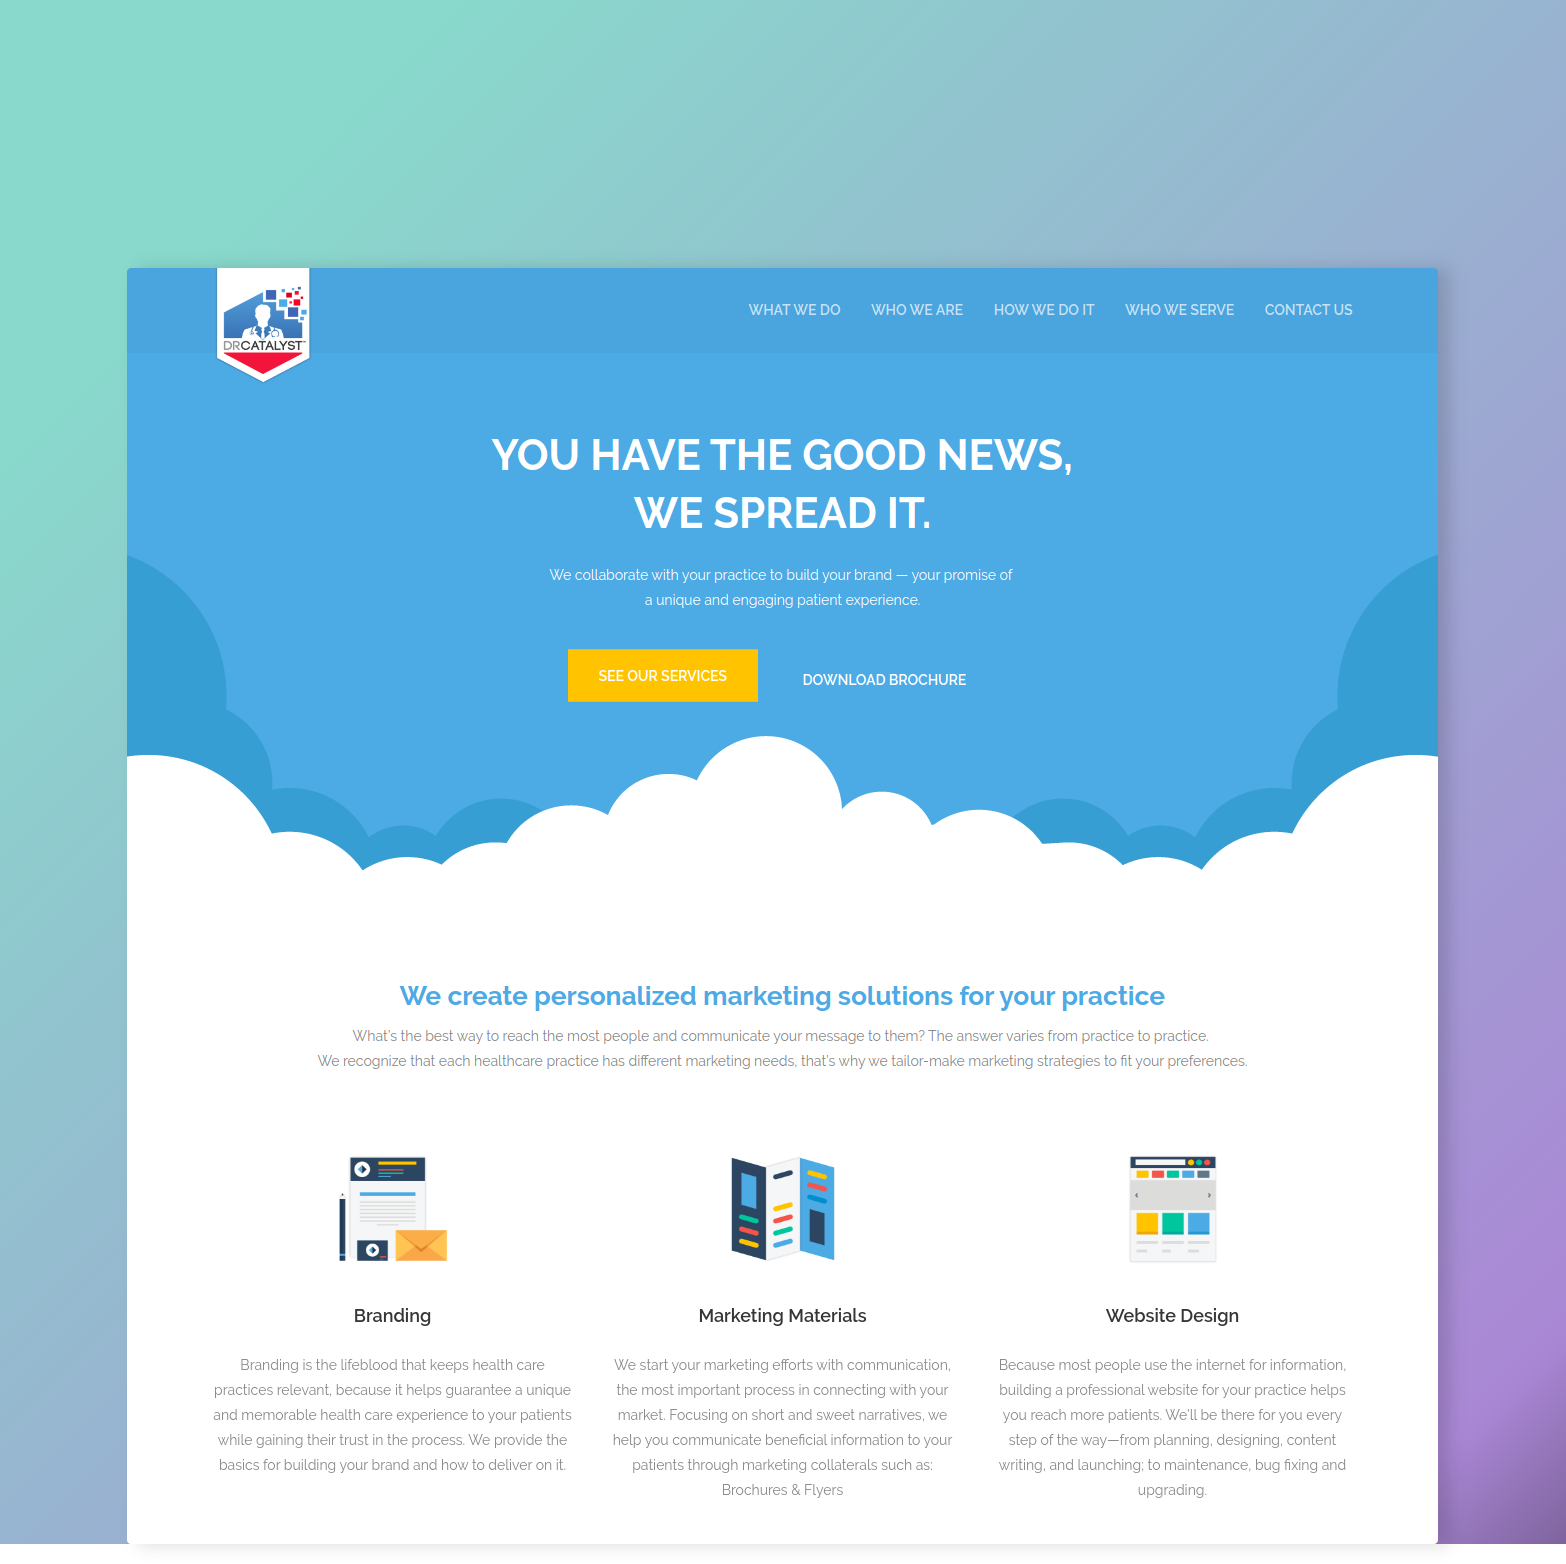 DRCATALYST™
WHAT WE DO WHO WE ARE HOW WE DO IT WHO WE SERVE CONTACT US
YOU HAVE THE GOOD NEWS,
WE SPREAD IT.
We collaborate with your practice to build your brand — your promise of
a unique and engaging patient experience.
SEE OUR SERVICES
DOWNLOAD BROCHURE
We create personalized marketing solutions for your practice
What's the best way to reach the most people and communicate your message to them? The answer varies from practice to practice.
We recognize that each healthcare practice has different marketing needs, that's why we tailor-make marketing strategies to fit your preferences.
Branding
Branding is the lifeblood that keeps health care
practices relevant, because it helps guarantee a unique
and memorable health care experience to your patients
while gaining their trust in the process. We provide the
basics for building your brand and how to deliver on it.
Marketing Materials
We start your marketing efforts with communication,
the most important process in connecting with your
market. Focusing on short and sweet narratives, we
help you communicate beneficial information to your
patients through marketing collaterals such as:
Brochures & Flyers
Website Design
Because most people use the internet for information,
building a professional website for your practice helps
you reach more patients. We'll be there for you every
step of the way—from planning, designing, content
writing, and launching; to maintenance, bug fixing and
upgrading.